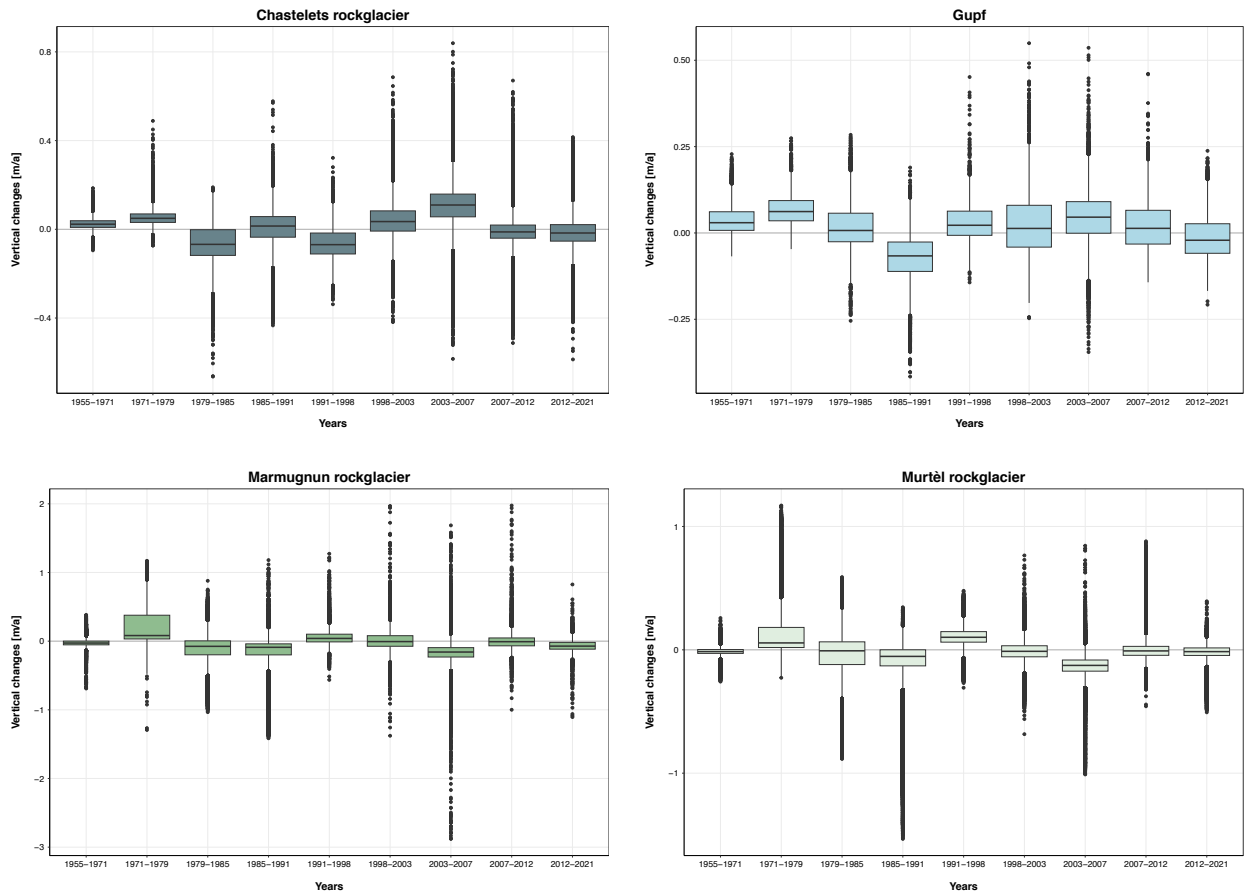 Chastelets rockglacier
Vertical changes [m/a]
0.8
0.4
0.0
−0.4
1955−1971 1971−1979 1979−1985 1985−1991 1991−1998 1998−2003 2003−2007 2007−2012 2012−2021
Years
Gupf
Vertical changes [m/a]
0.50
0.25
0.00
−0.25
1955−1971 1971−1979 1979−1985 1985−1991 1991−1998 1998−2003 2003−2007 2007−2012 2012−2021
Years
Marmugnun rockglacier
Vertical changes [m/a]
2
1
0
−1
−2
−3
1955−1971 1971−1979 1979−1985 1985−1991 1991−1998 1998−2003 2003−2007 2007−2012 2012−2021
Years
Murtèl rockglacier
Vertical changes [m/a]
1
0
−1
1955−1971 1971−1979 1979−1985 1985−1991 1991−1998 1998−2003 2003−2007 2007−2012 2012−2021
Years